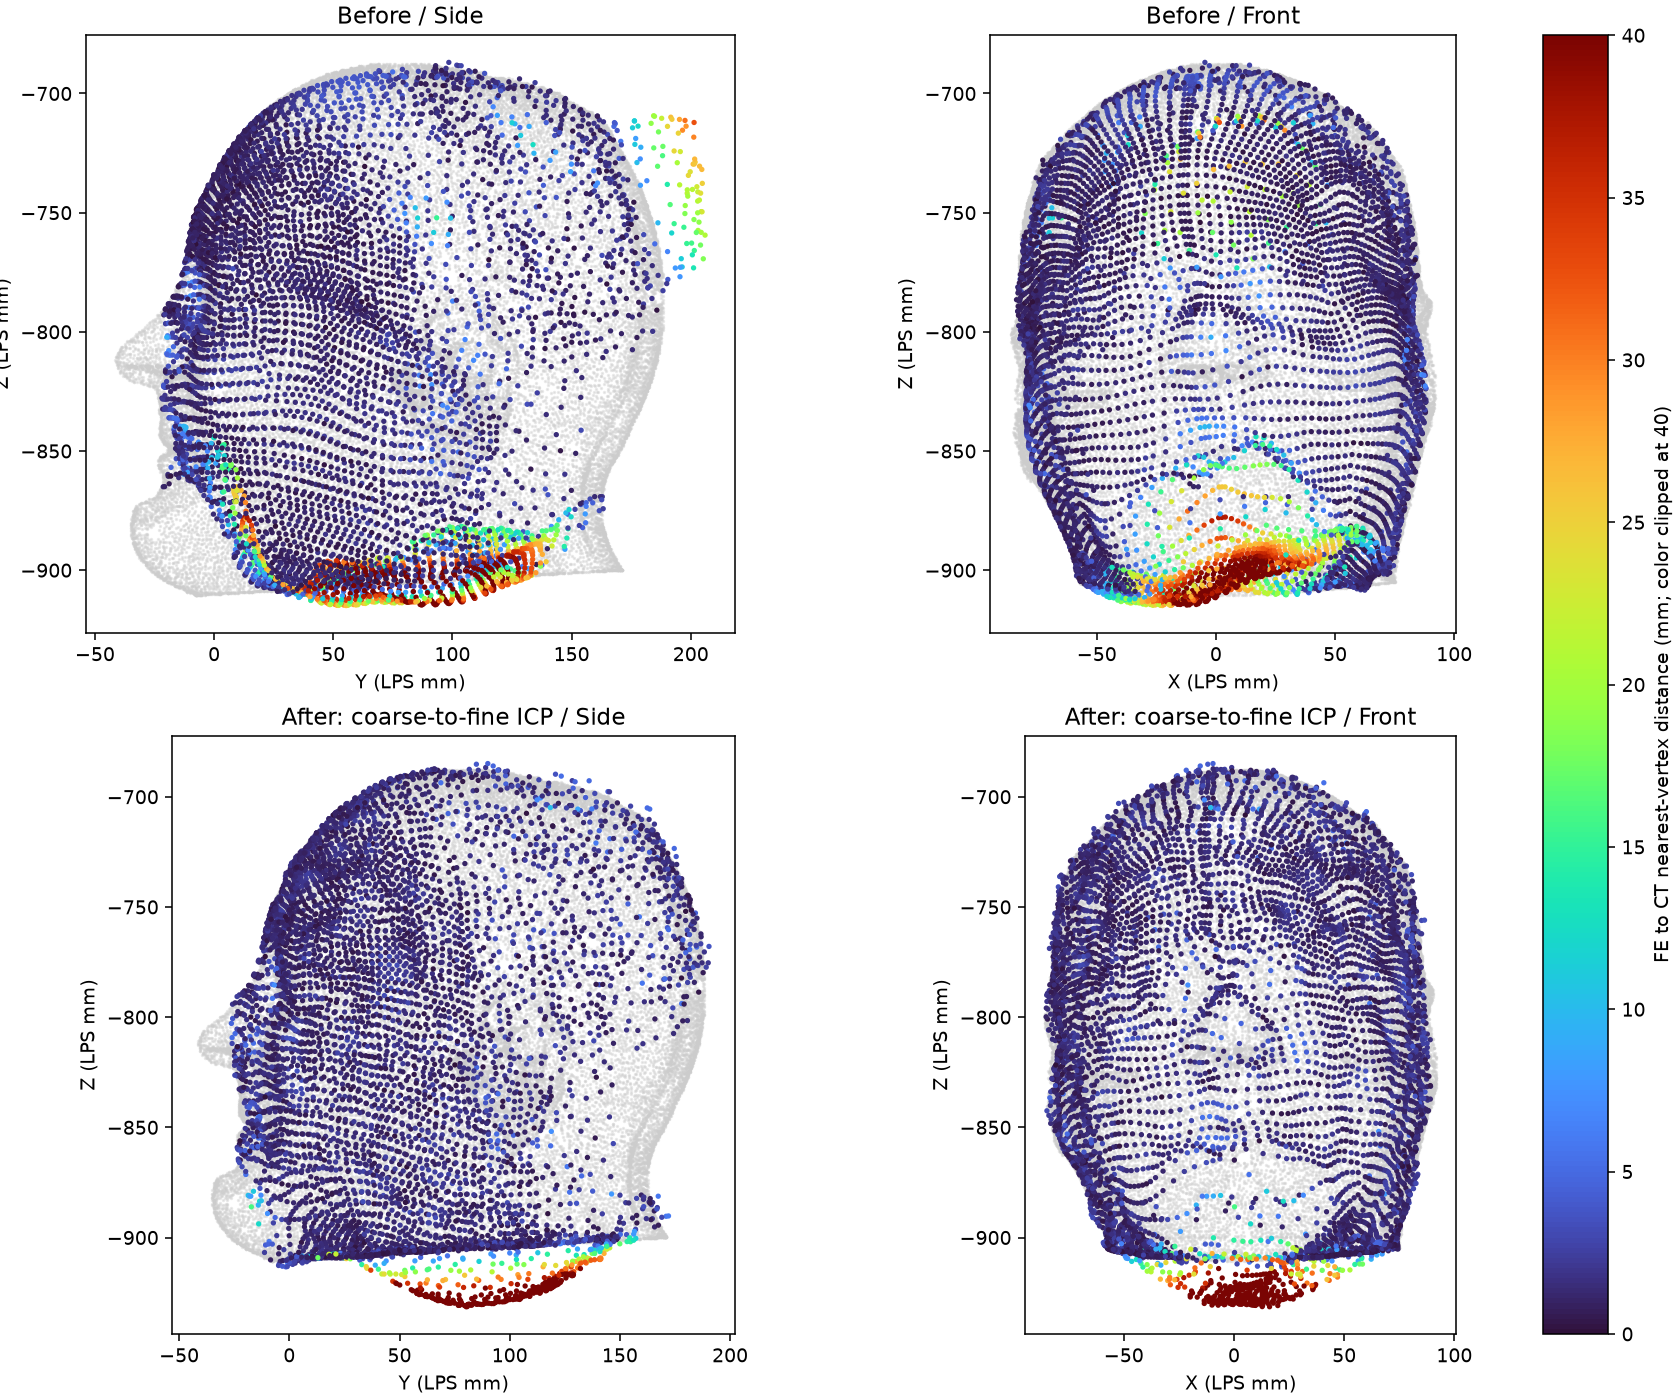 Before / Side
Before / Front
−700
−750
−800
−850
−900
Z (LPS mm)
−50 0 50 100 150 200
Y (LPS mm)
−700
−750
−800
−850
−900
Z (LPS mm)
−50 0 50 100
X (LPS mm)
After: coarse-to-fine ICP / Side
After: coarse-to-fine ICP / Front
−700
−750
−800
−850
−900
Z (LPS mm)
−50 0 50 100 150 200
Y (LPS mm)
−700
−750
−800
−850
−900
Z (LPS mm)
−50 0 50 100
X (LPS mm)
40
35
30
25
20
15
10
5
0
FE to CT nearest-vertex distance (mm; color clipped at 40)